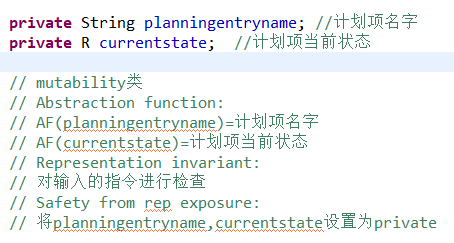 private String planningentryname; //计划项名字
private R currentstate;  //计划项当前状态
// mutability类
// Abstraction function:
// AF(planningentryname)=计划项名字
// AF(currentstate)=计划项当前状态
// Representation invariant:
// 对输入的指令进行检查
// Safety from rep exposure:
// 将planningentryname,currentstate设置为private